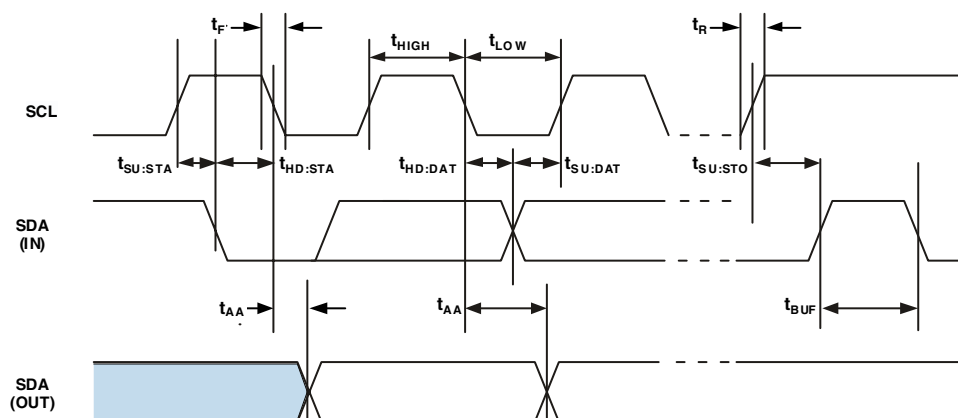 tF
tR
tHIGH
tLOW
SCL
tSU:STA
tHD:STA
tHD:DAT
tSU:DAT
tSU:STO
SDA
(IN)
tAA
tAA
tBUF
SDA
(OUT)